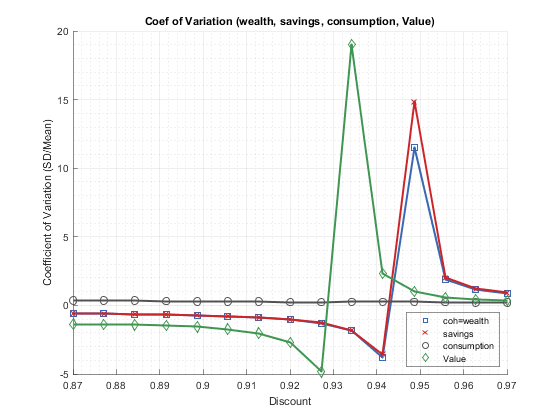 Coef of Variation (wealth, savings, consumption, Value)
20
15
10
5
0
-5
Coefficient of Variation (SD/Mean)
0.87 0.88 0.89 0.9 0.91 0.92 0.93 0.94 0.95 0.96 0.97
Discount
coh=wealth
savings
consumption
Value